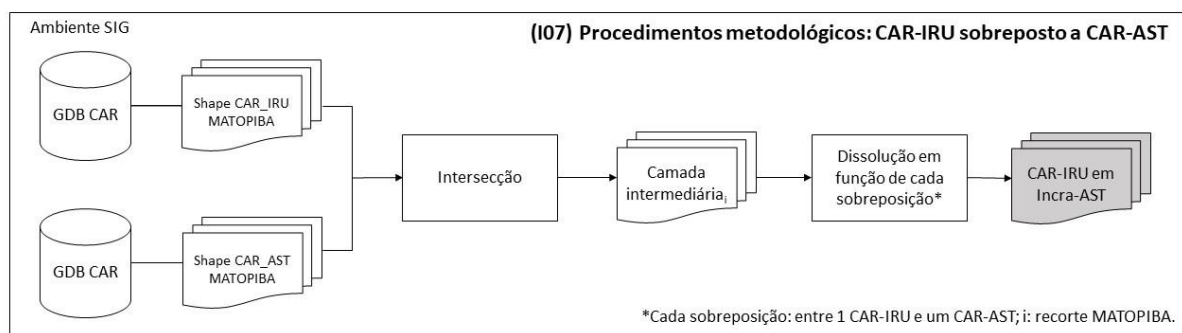 Ambiente SIG
(I07) Procedimentos metodológicos: CAR-IRU sobreposto a CAR-AST
GDB CAR
Shape CAR_IRU
MATOPIBA
GDB CAR
Shape CAR_AST
MATOPIBA
Intersecção
Camada
intermediáriaᵢ
Dissolução em
função de cada
sobreposição*
CAR-IRU em
Incra-AST
*Cada sobreposição: entre 1 CAR-IRU e um CAR-AST; i: recorte MATOPIBA.